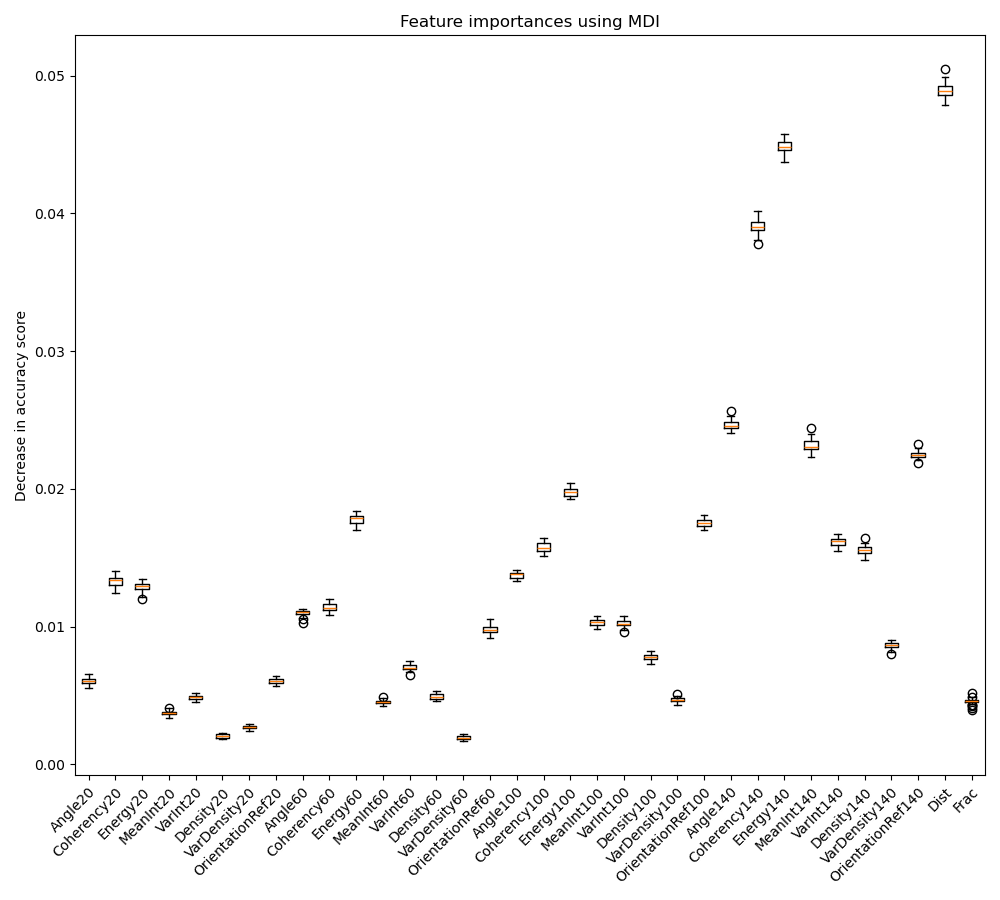 Feature importances using MDI
Decrease in accuracy score
0.05
0.04
0.03
0.02
0.01
0.00
Angle20
Coherency20
Energy20
MeanInt20
VarInt20
Density20
VarDensity20
OrientationRef20
Angle60
Coherency60
Energy60
MeanInt60
VarInt60
Density60
VarDensity60
OrientationRef60
Angle100
Coherency100
Energy100
MeanInt100
VarInt100
Density100
VarDensity100
OrientationRef100
Angle140
Coherency140
Energy140
MeanInt140
VarInt140
Density140
VarDensity140
OrientationRef140
Dist
Frac